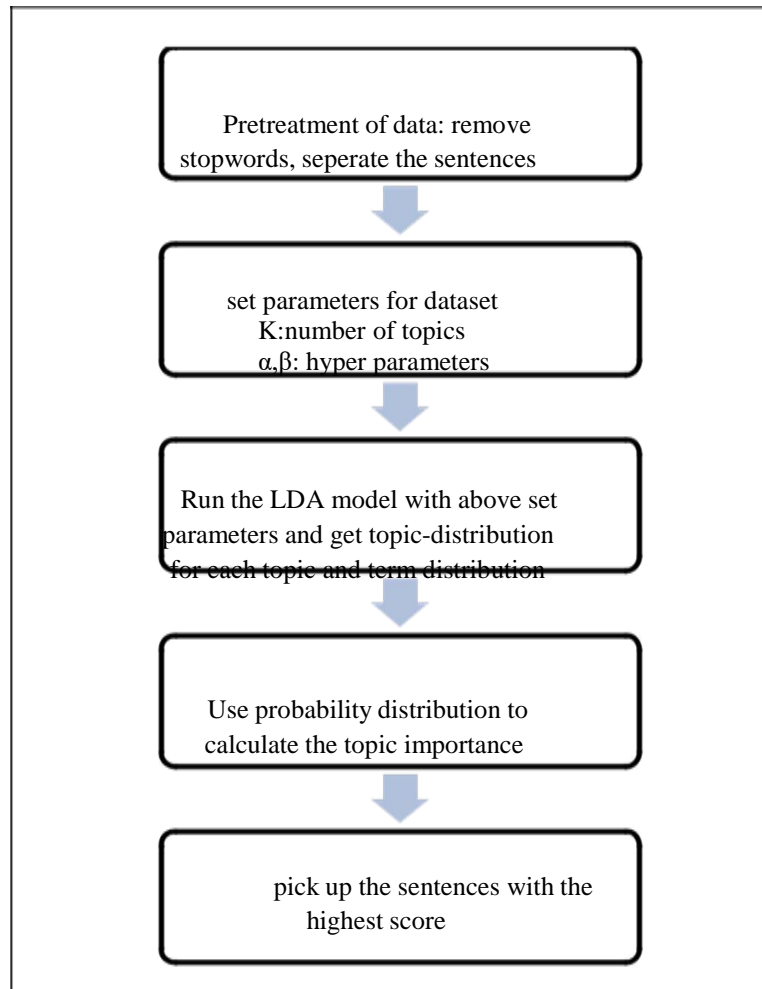 Pretreatment of data: remove
stopwords, seperate the sentences
set parameters for dataset
K:number of topics
α,β: hyper parameters
Run the LDA model with above set
parameters and get topic-distribution
for each topic and term distribution
Use probability distribution to
calculate the topic importance
pick up the sentences with the
highest score